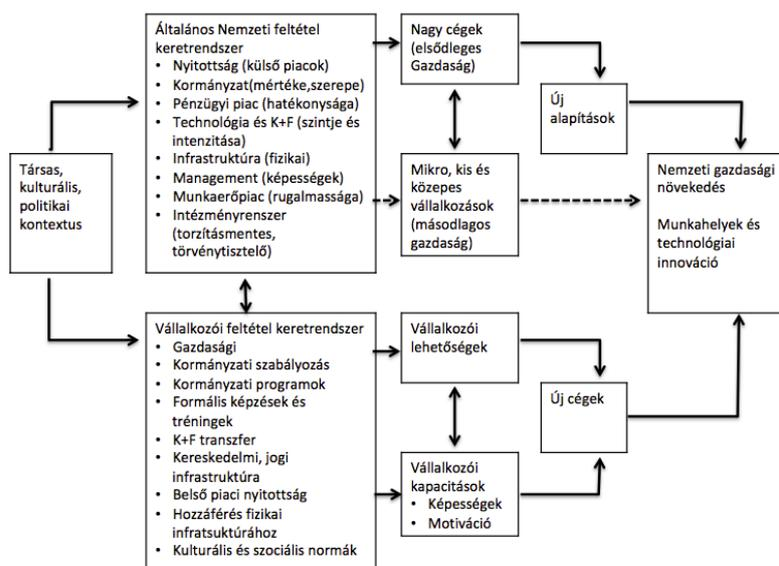 Társas,
kulturális,
politikai
kontextus
Általános Nemzeti feltétel
keretrendszer
• Nyitottság (külső piacok)
• Kormányzat(mértéke,szerepe)
• Pénzügyi piac (hatékonysága)
• Technológia és K+F (szintje és
intenzitása)
• Infrastruktúra (fizikai)
• Management (képességek)
• Munkaerőpiac (rugalmassága)
• Intézményrenszer
(torzításmentes,
törvénytisztelő)
Nagy cégek
(elsődleges
Gazdaság)
Mikro, kis és
közepes
vállalkozások
(másodlagos
gazdaság)
Új
alapítások
Nemzeti gazdasági
növekedés
Munkahelyek és
technológiai
innováció
Vállalkozói feltétel keretrendszer
• Gazdasági
• Kormányzati szabályozás
• Kormányzati programok
• Formális képzések és
tréningek
• K+F transzfer
• Kereskedelmi, jogi
infrastruktúra
• Belső piaci nyitottság
• Hozzáférés fizikai
infratsuktúrához
• Kulturális és szociális normák
Vállalkozói
lehetőségek
Vállalkozói
kapacitások
• Képességek
• Motiváció
Új cégek